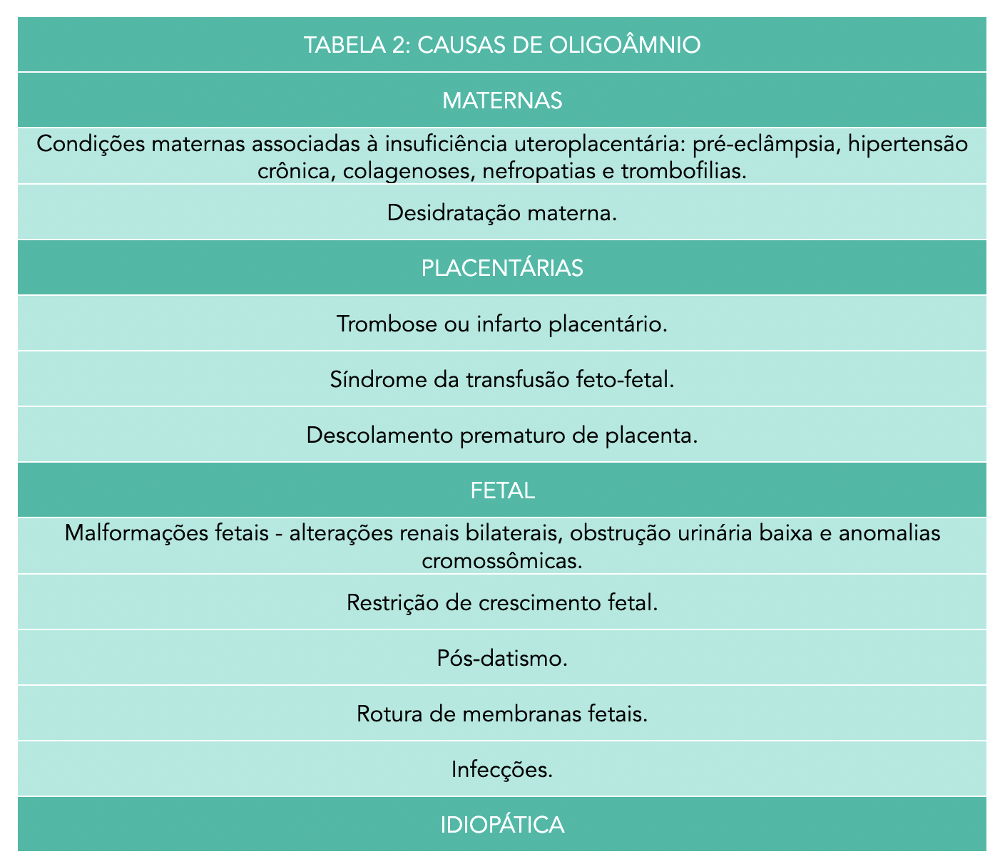 TABELA 2: CAUSAS DE OLIGOÂMNIO
MATERNAS
Condições maternas associadas à insuficiência uteroplacentária: pré-eclâmpsia, hipertensão
crônica, colagenoses, nefropatias e trombofilias.
Desidratação materna.
PLACENTÁRIAS
Trombose ou infarto placentário.
Síndrome da transfusão feto-fetal.
Descolamento prematuro de placenta.
FETAL
Malformações fetais - alterações renais bilaterais, obstrução urinária baixa e anomalias
cromossômicas.
Restrição de crescimento fetal.
Pós-datismo.
Rotura de membranas fetais.
Infecções.
IDIOPÁTICA